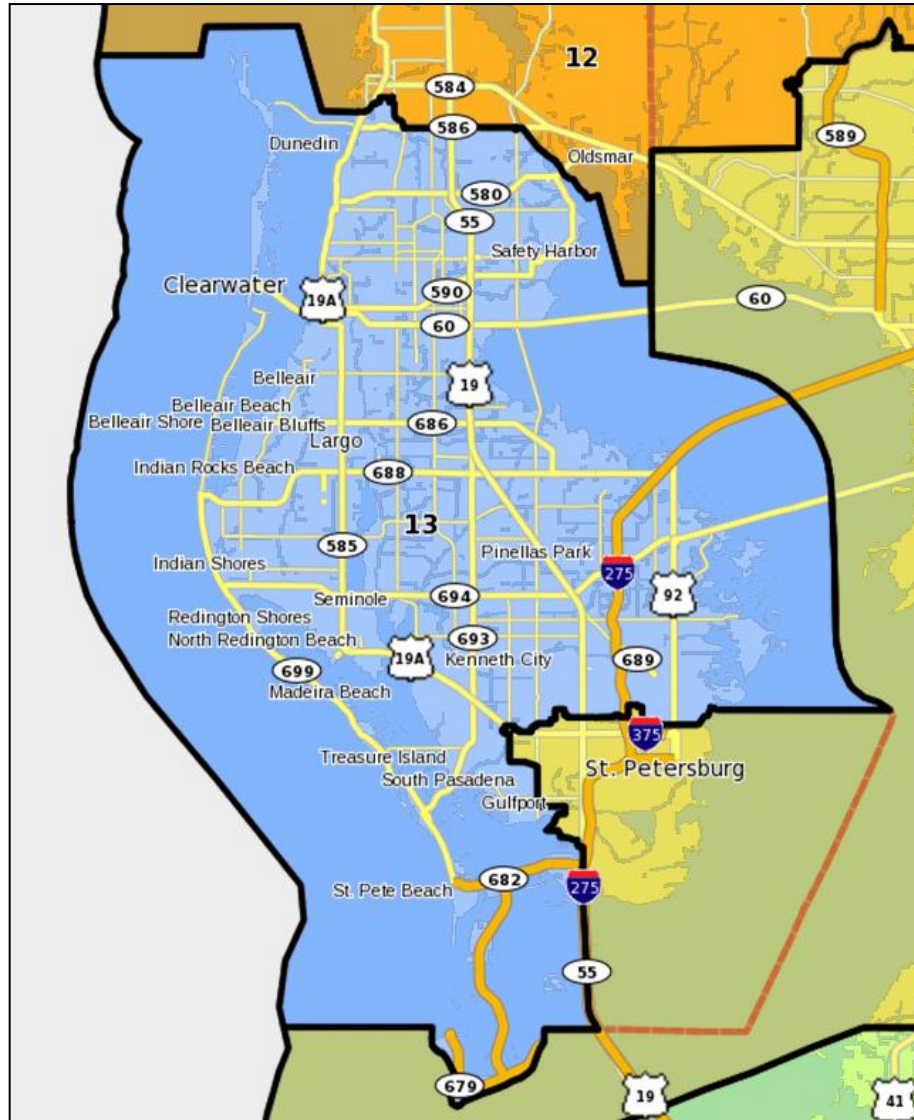 12
584
586
589
Dunedin
Oldsmar
580
55
Safety Harbor
Clearwater
19A
590
60
60
Belleair
19
Belleair Beach
Belleair Shore
Belleair Bluffs
686
Largo
Indian Rocks Beach
688
13
585
Pinellas Park
Indian Shores
275
92
Seminole
694
Redington Shores
North Redington Beach
693
19A
Kenneth City
689
699
Madeira Beach
375
Treasure Island
St. Petersburg
South Pasadena
Gulfport
St. Pete Beach
682
275
55
679
19
41